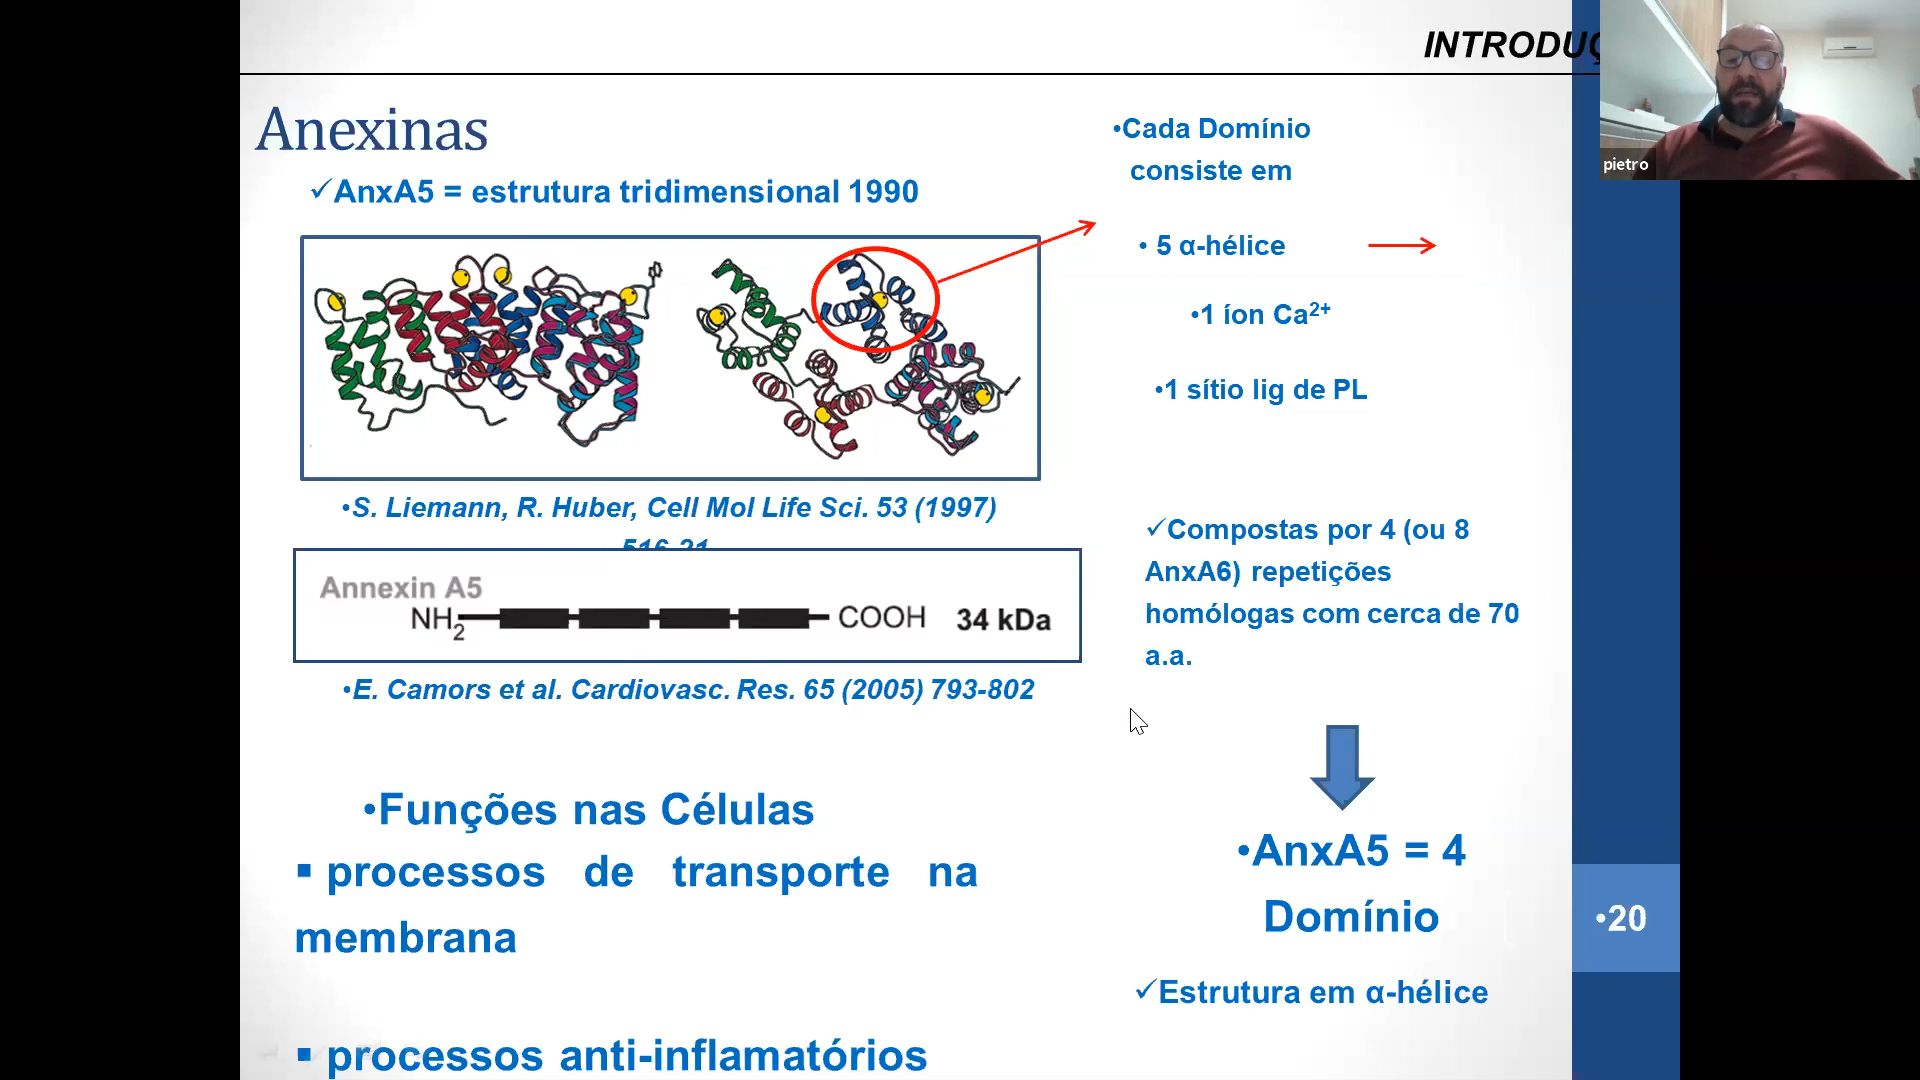 INTRODUÇ
pietro
Anexinas
✓AnxA5 = estrutura tridimensional 1990
•S. Liemann, R. Huber, Cell Mol Life Sci. 53 (1997)
516-21
Annexin A5
NH2 COOH 34 kDa
•E. Camors et al. Cardiovasc. Res. 65 (2005) 793-802
•Funções nas Células
▪ processos de transporte na
membrana
▪ processos anti-inflamatórios
•Cada Domínio
consiste em
• 5 α-hélice
•1 íon Ca²⁺
•1 sítio lig de PL
✓Compostas por 4 (ou 8
AnxA6) repetições
homólogas com cerca de 70
a.a.
•AnxA5 = 4
Domínio
✓Estrutura em α-hélice
•20